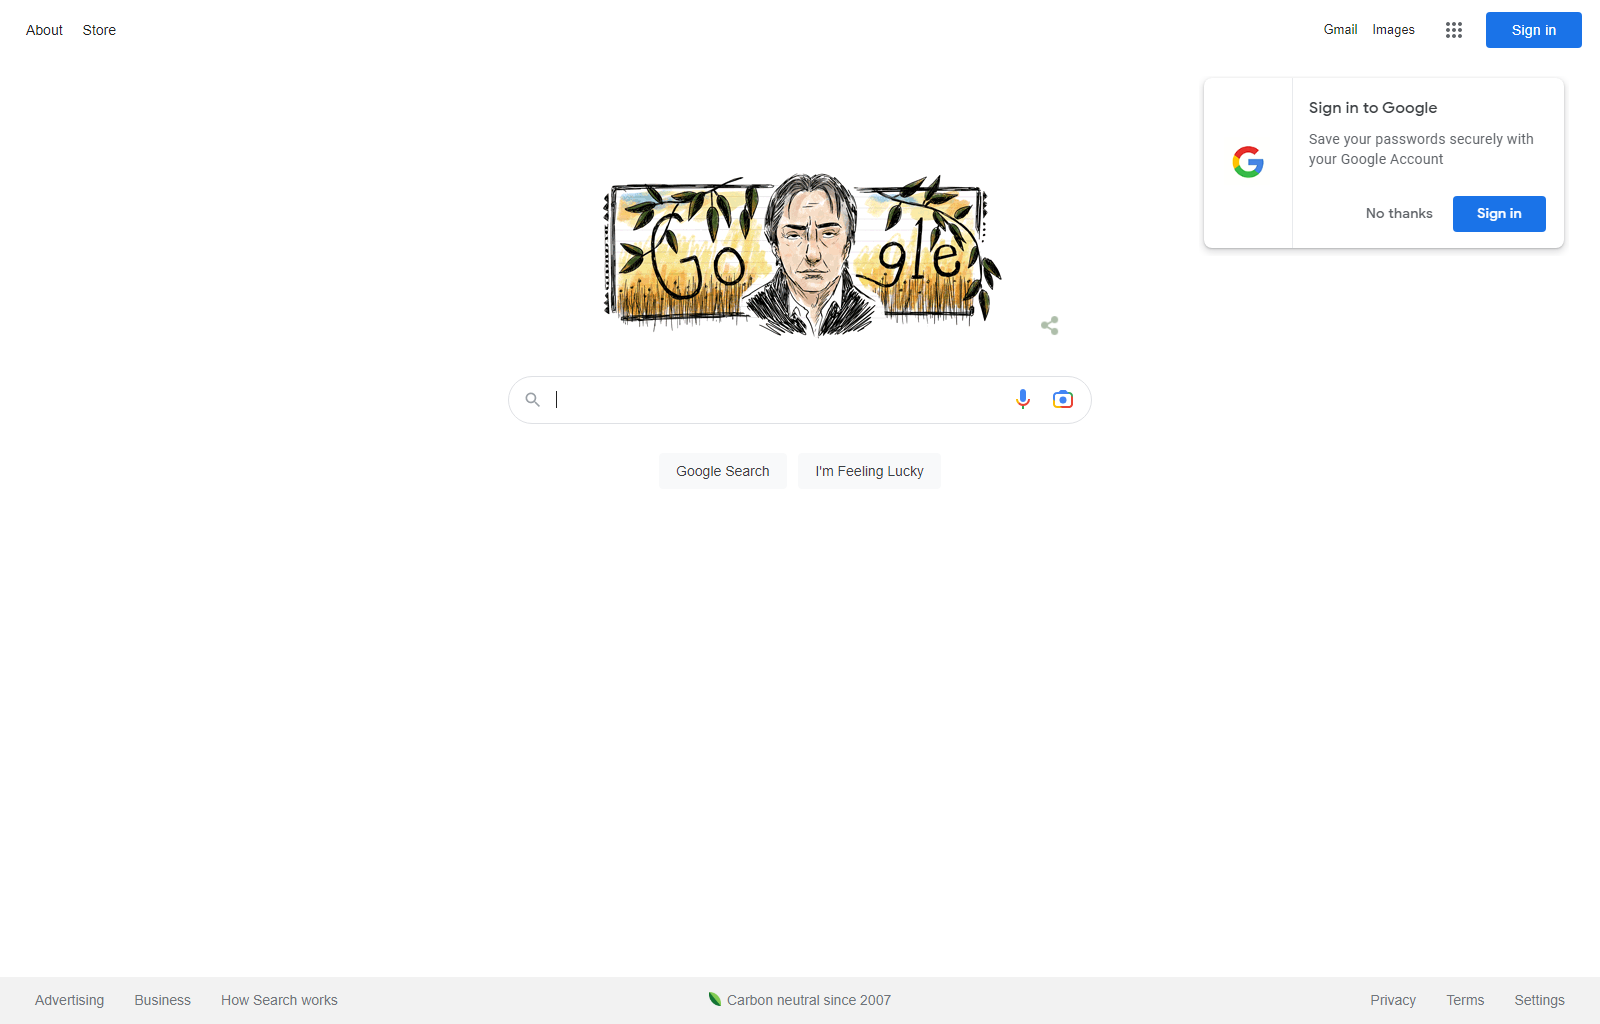 About Store
Gmail Images Sign in
Sign in to Google
Save your passwords securely with
your Google Account
No thanks Sign in
Go gle
Google Search I'm Feeling Lucky
Advertising Business How Search works
Carbon neutral since 2007
Privacy Terms Settings